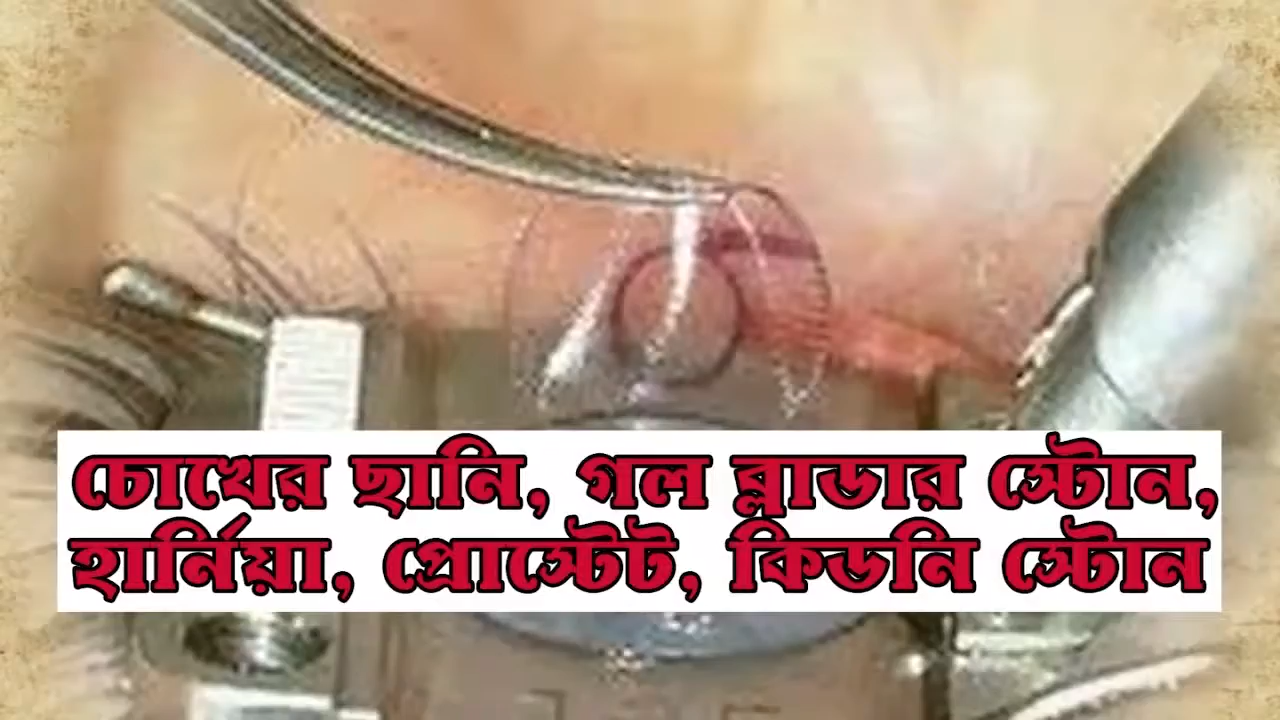 চোখের ছানি, গল ব্লাডার স্টোন,
হার্নিয়া, প্রোস্টেট, কিডনি স্টোন